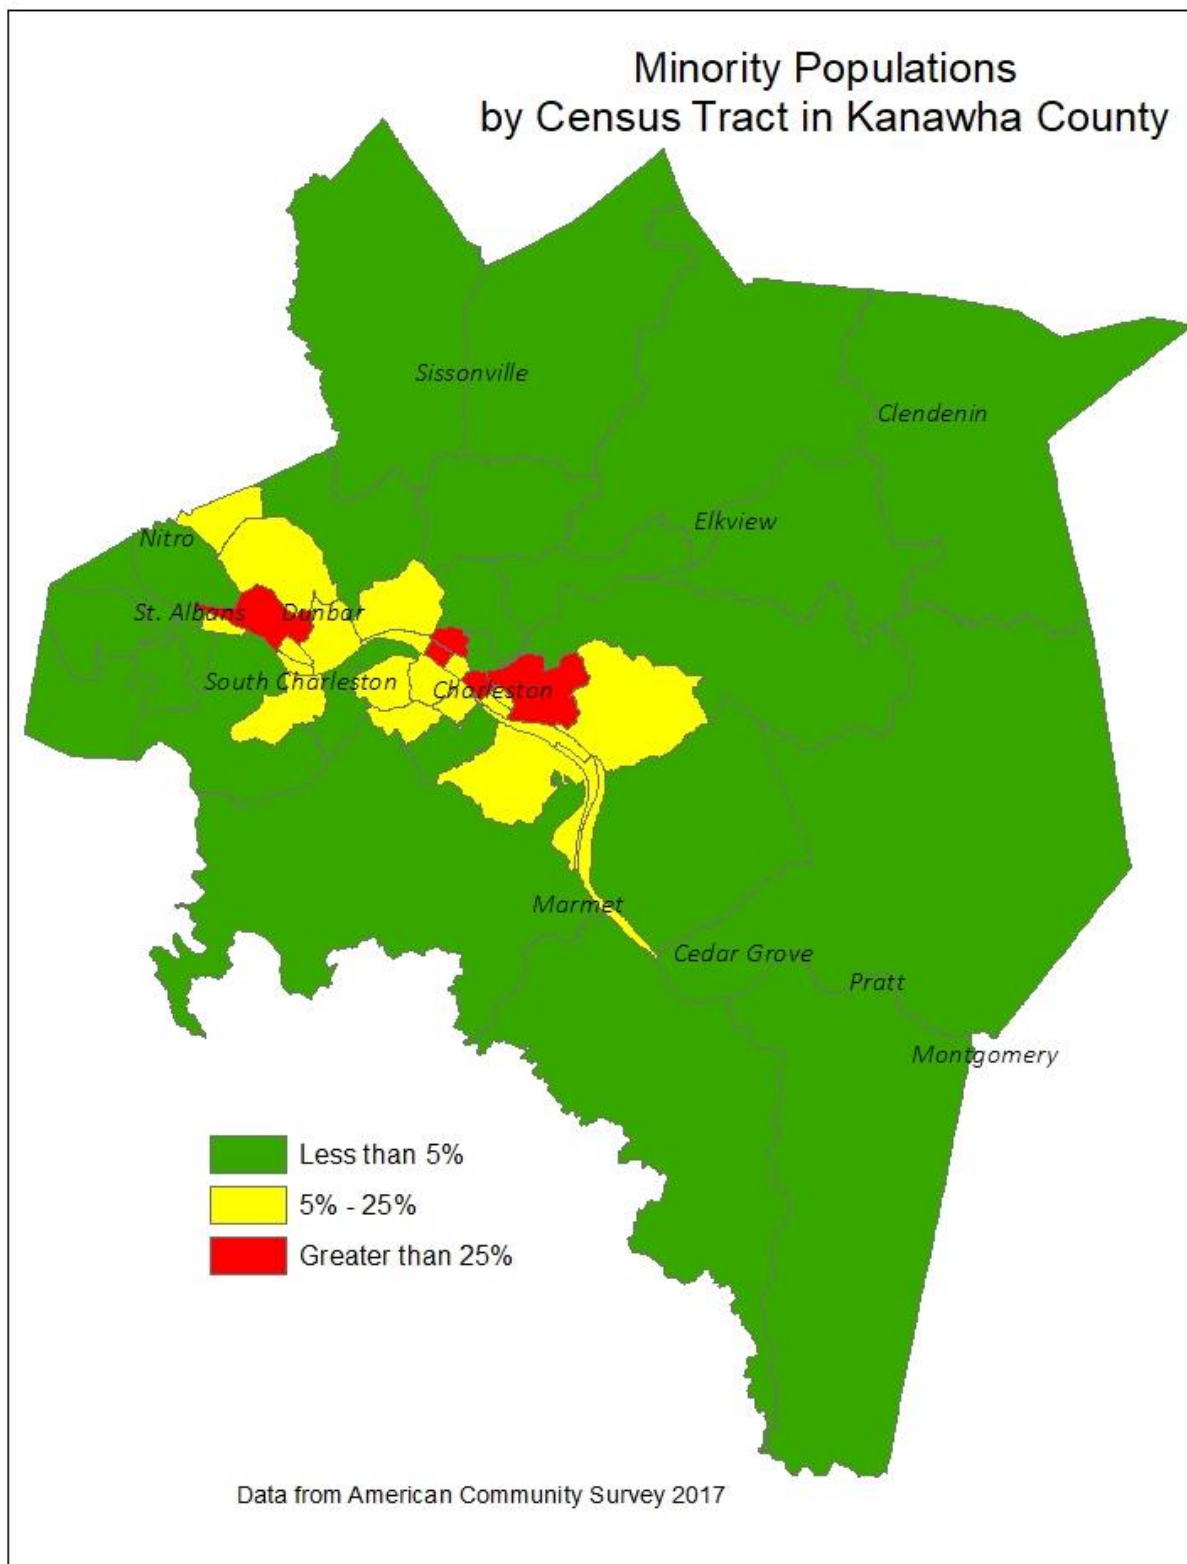 Minority Populations
by Census Tract in Kanawha County
Sissonville
Clendenin
Elkview
Nitro
St. Albans
Dunbar
South Charleston
Charleston
Marmet
Cedar Grove
Pratt
Montgomery
Less than 5%
5% - 25%
Greater than 25%
Data from American Community Survey 2017